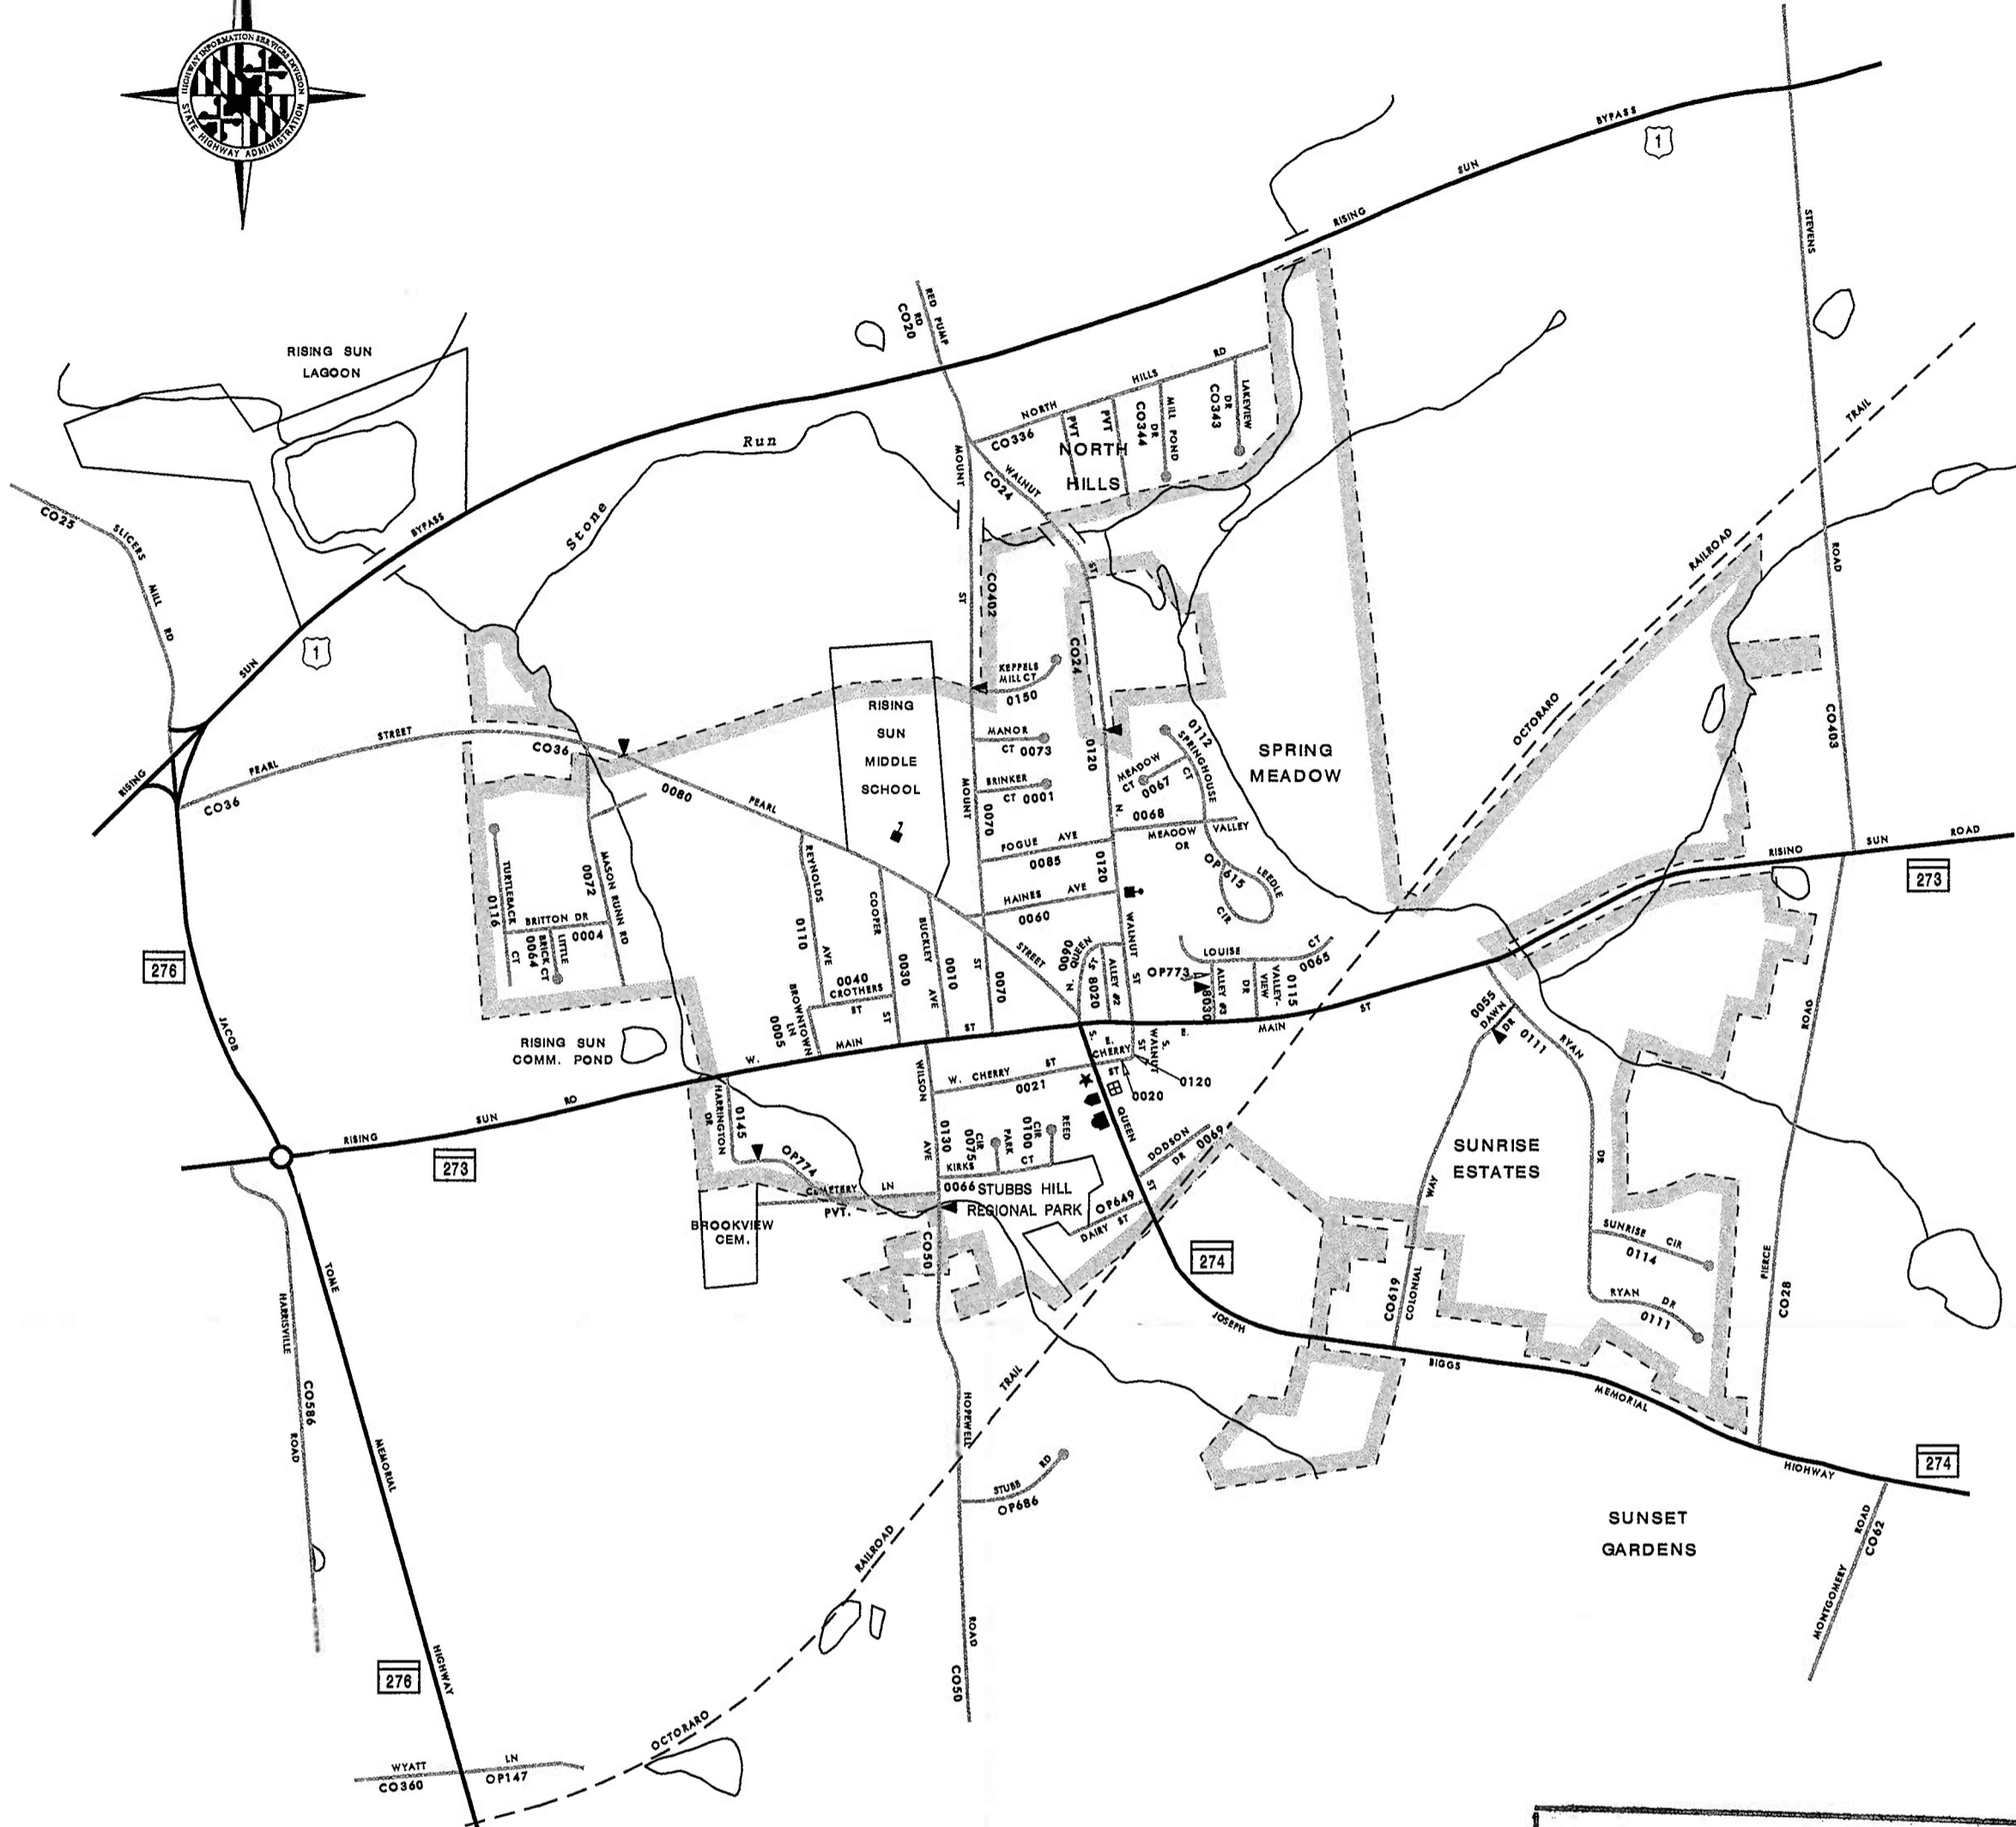 HIGHWAY INFORMATION SERVICES DIVISION
STATE HIGHWAY ADMINISTRATION
BYPASS
1
SUN
RISING
STEVENS
RED PUMP
RD
CO20
RISING SUN
LAGOON
RD
HILLS
NORTH
CO336
LAKEVIEW
DR
CO343
MILL POND
DR
CO344
PVT
PVT
NORTH
HILLS
TRAIL
Run
MOUNT
WALNUT
CO24
Stone
CO25
SLICERS
MILL
RD
BYPASS
RAILROAD
ROAD
ST
CO402
ST
SUN
1
CO24
KEPPELS
MILL CT
0150
RISING
SUN
MIDDLE
SCHOOL
OCTORARO
CO403
STREET
PEARL
CO36
CO36
RISING
MANOR
CT 0073
0120
0112
SPRINGHOUSE
CT
MEADOW
CT
0067
SPRING
MEADOW
BRINKER
CT 0001
0080
PEARL
MOUNT
0070
N.
0068
MEADOW VALLEY
OR
POGUE AVE
0085
0120
OP615
LEEDLE
CIR
RISINO
SUN
ROAD
273
REYNOLDS
0110
AVE
COOPER
0030
ST
BUCKLEY
0010
AVE
TURTLEBACK
0116
CT
0072
MASON RUNN RD
BRITTON DR
0004
LITTLE
BRICK CT
0064
HAINES AVE
0060
WALNUT
ST
STREET
0090
QUEEN
ST
N.
ALLEY #2
8020
LOUISE
CT
0065
OP773
ALLEY #3
8030
DR
VALLEY-
VIEW
0115
276
ST
0070
0040
CROTHERS
ST
BROWNTOWN
LN
0005
JACOB
RISING SUN
COMM. POND
W.
MAIN
ST
E.
MAIN
ST
0055
DAWN
DR
0111
RYAN
ROAD
S.
E.
CHERRY
ST
S.
WALNUT
ST
0120
0020
WILSON
W. CHERRY ST
0021
RISING
SUN
RD
273
HARRINGTON
DR
0145
OP774
0130
AVE
KIRKS CT
0066
0075
CIR
PARK
0100
CIR
REED
QUEEN
ST
DODSON
DR
0069
SUNRISE
ESTATES
DR
WAY
CEMETERY LN
PVT.
STUBBS HILL
REGIONAL PARK
OP649
DAIRY ST
BROOKVIEW
CEM.
CO50
274
SUNRISE CIR
0114
PIERCE
CO28
TOME
HARRISVILLE
CO619
COLONIAL
RYAN DR
0111
JOSEPH
BIGGS
MEMORIAL
HIGHWAY
274
CO586
ROAD
MEMORIAL
HOPEWELL
TRAIL
STUBB RD
OP686
SUNSET
GARDENS
ROAD
CO62
MONTGOMERY
RAILROAD
ROAD
CO50
276
HIGHWAY
OCTORARO
WYATT LN
CO360
OP147